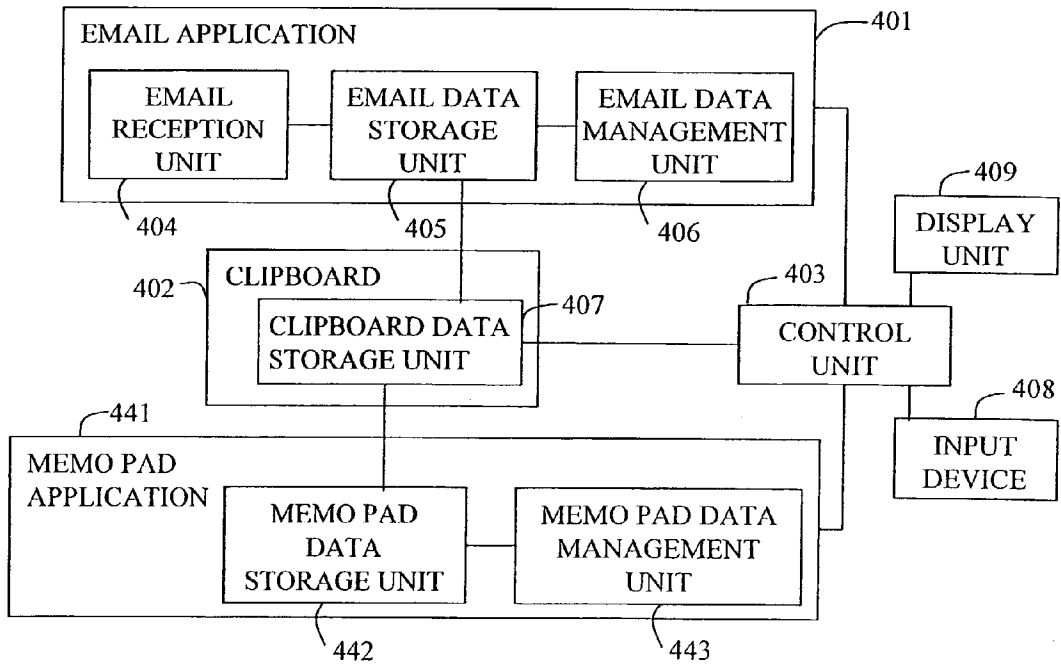 EMAIL APPLICATION
401
EMAIL
RECEPTION
UNIT
EMAIL DATA
STORAGE
UNIT
EMAIL DATA
MANAGEMENT
UNIT
404
405
406
409
DISPLAY
UNIT
402
CLIPBOARD
407
CLIPBOARD DATA
STORAGE UNIT
403
CONTROL
UNIT
408
INPUT
DEVICE
441
MEMO PAD
APPLICATION
MEMO PAD
DATA
STORAGE UNIT
MEMO PAD DATA
MANAGEMENT
UNIT
442
443